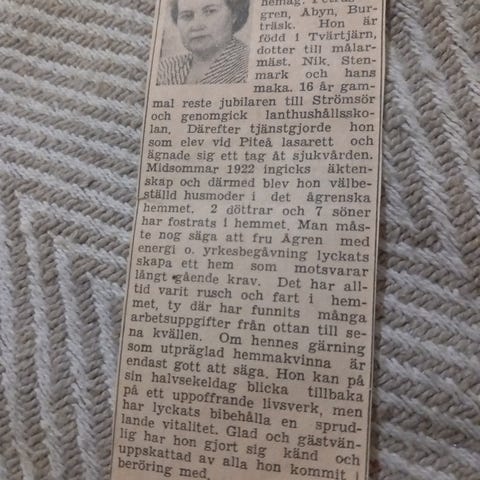 hemäg. Petrus
gren, Åbyn, Bur-
träsk. Hon är
född i Tvärtjärn,
dotter till målar-
mäst. Nik. Sten-
mark och hans
maka. 16 år gam-
mal reste jubilaren till Strömsör
och genomgick lanthushållssko-
lan. Därefter tjänstgjorde hon
som elev vid Piteå lasarett och
ägnade sig ett tag åt sjukvården.
Midsommar 1922 ingicks äkten-
skap och därmed blev hon välbe-
ställd husmoder i det ågrenska
hemmet. 2 döttrar och 7 söner
har fostrats i hemmet. Man mås-
te nog säga att fru Ågren med
energi o. yrkesbegåvning lyckats
skapa ett hem som motsvarar
långt gående krav. Det har all-
tid varit rusch och fart i hem-
met, ty där har funnits många
arbetsuppgifter från ottan till se-
na kvällen. Om hennes gärning
som utpräglad hemmakvinna är
endast gott att säga. Hon kan på
sin halvsekeldag blicka tillbaka
på ett uppoffrande livsverk, men
har lyckats bibehålla en sprud-
lande vitalitet. Glad och gästvän-
lig har hon gjort sig känd och
uppskattad av alla hon kommit i
beröring med.